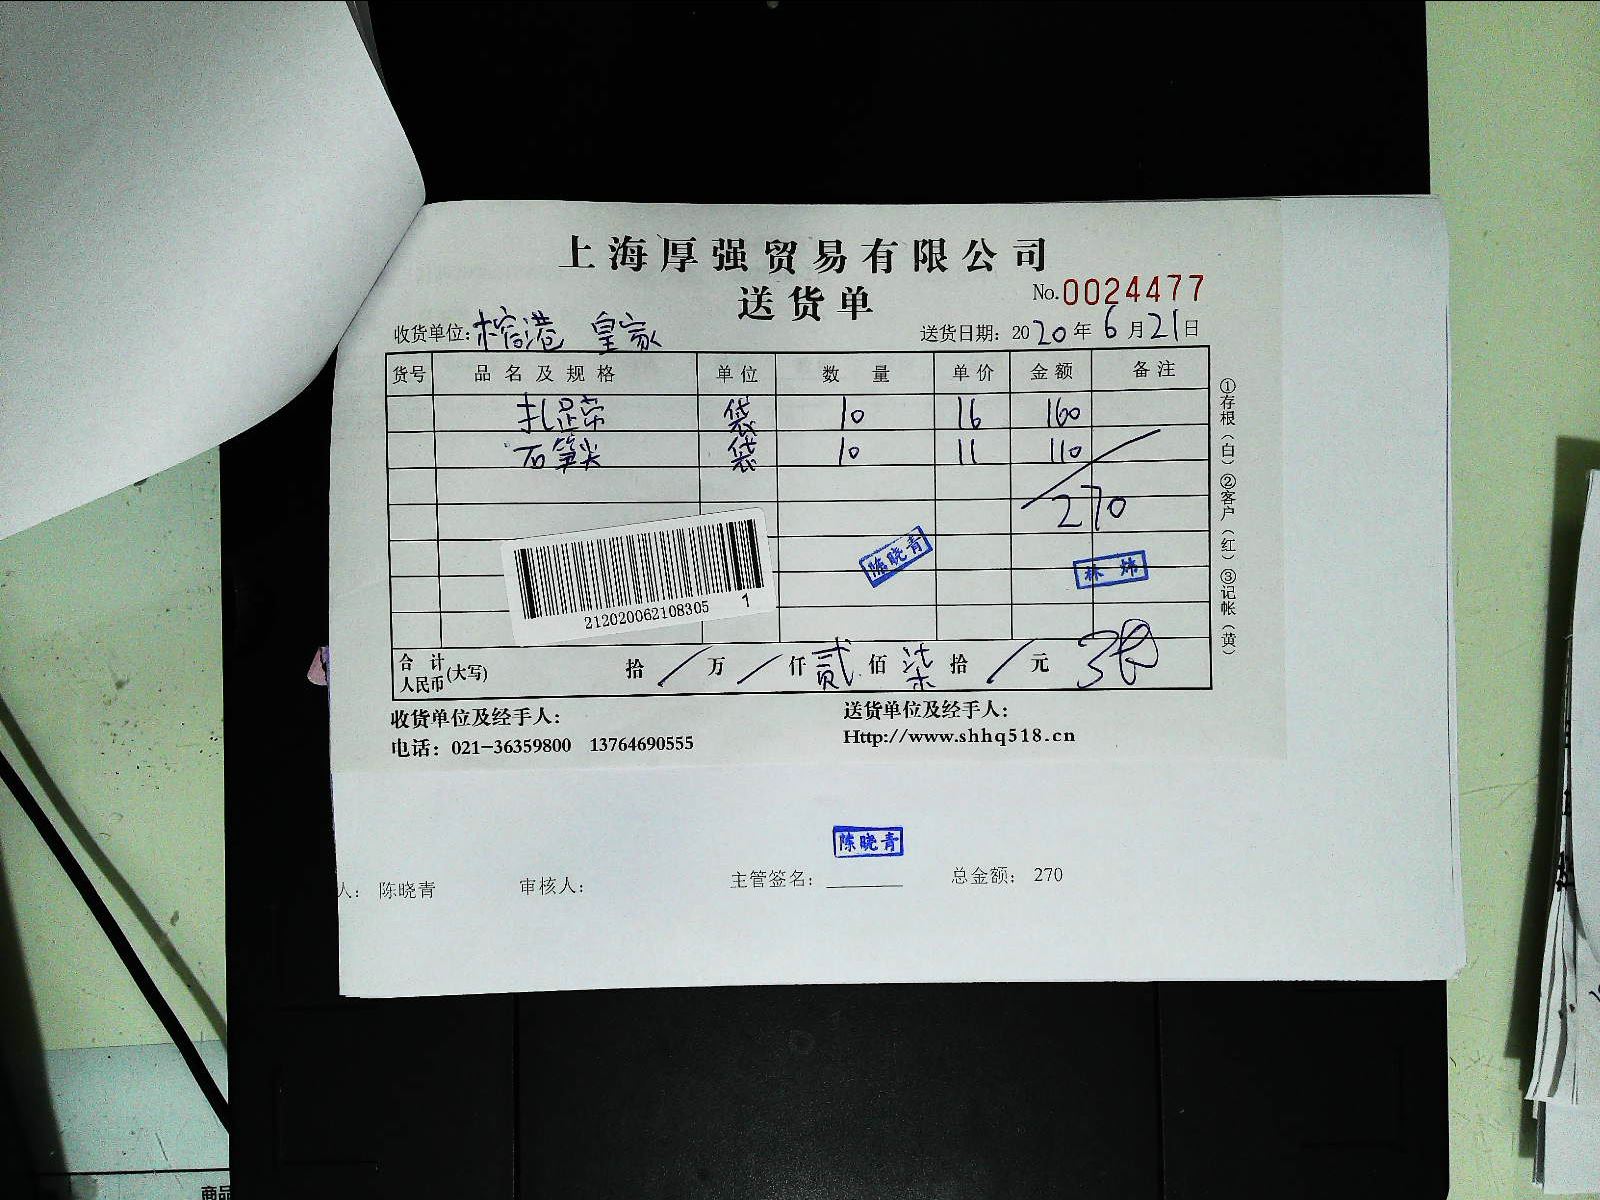 上海厚强贸易有限公司
送货单
No.0024477
收货单位:榕港 皇家
送货日期: 2020年6月21日
货号 品名及规格 单位 数量 单价 金额 备注
袋 10 16 160
石笋尖 袋 10 11 110
270
陈晓青
林炜
212020062108305 1
合计人民币(大写) 拾/万/仟贰佰柒拾/元
收货单位及经手人:
送货单位及经手人:
电话: 021-36359800 13764690555
Http://www.shhq518.cn
①存根(白)②客户(红)③记帐(黄)
陈晓青
人: 陈晓青 审核人: 主管签名: 总金额: 270
商品